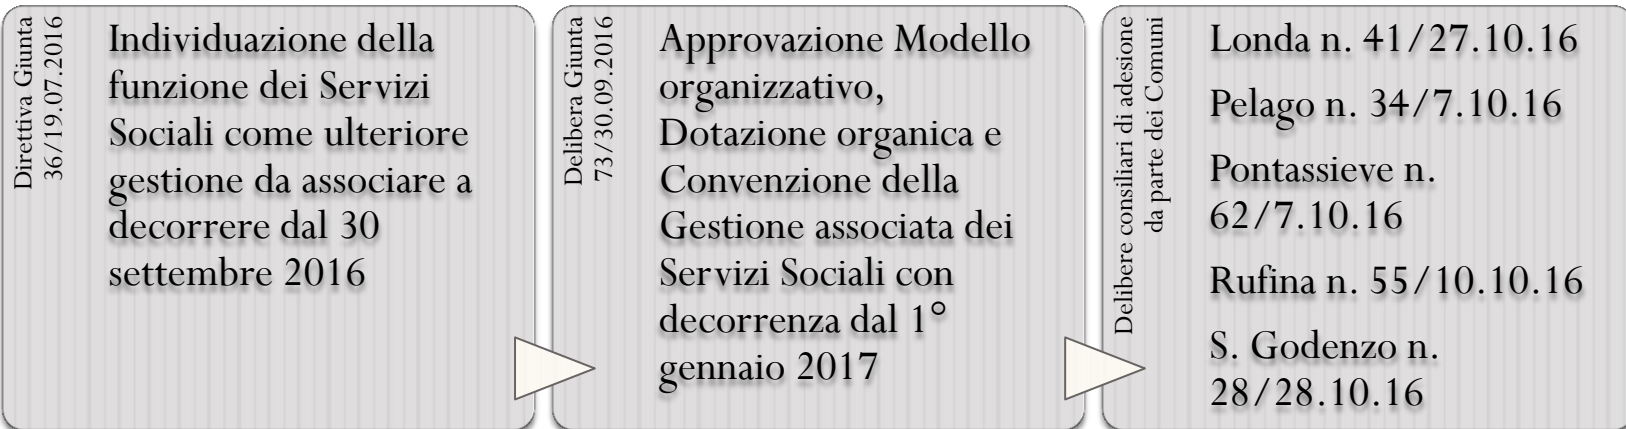 Direttiva Giunta
36/19.07.2016
Individuazione della
funzione dei Servizi
Sociali come ulteriore
gestione da associare a
decorrere dal 30
settembre 2016
Delibera Giunta
73/30.09.2016
Approvazione Modello
organizzativo,
Dotazione organica e
Convenzione della
Gestione associata dei
Servizi Sociali con
decorrenza dal 1°
gennaio 2017
Delibere consiliari di adesione
da parte dei Comuni
Londa n. 41/27.10.16
Pelago n. 34/7.10.16
Pontassieve n.
62/7.10.16
Rufina n. 55/10.10.16
S. Godenzo n.
28/28.10.16